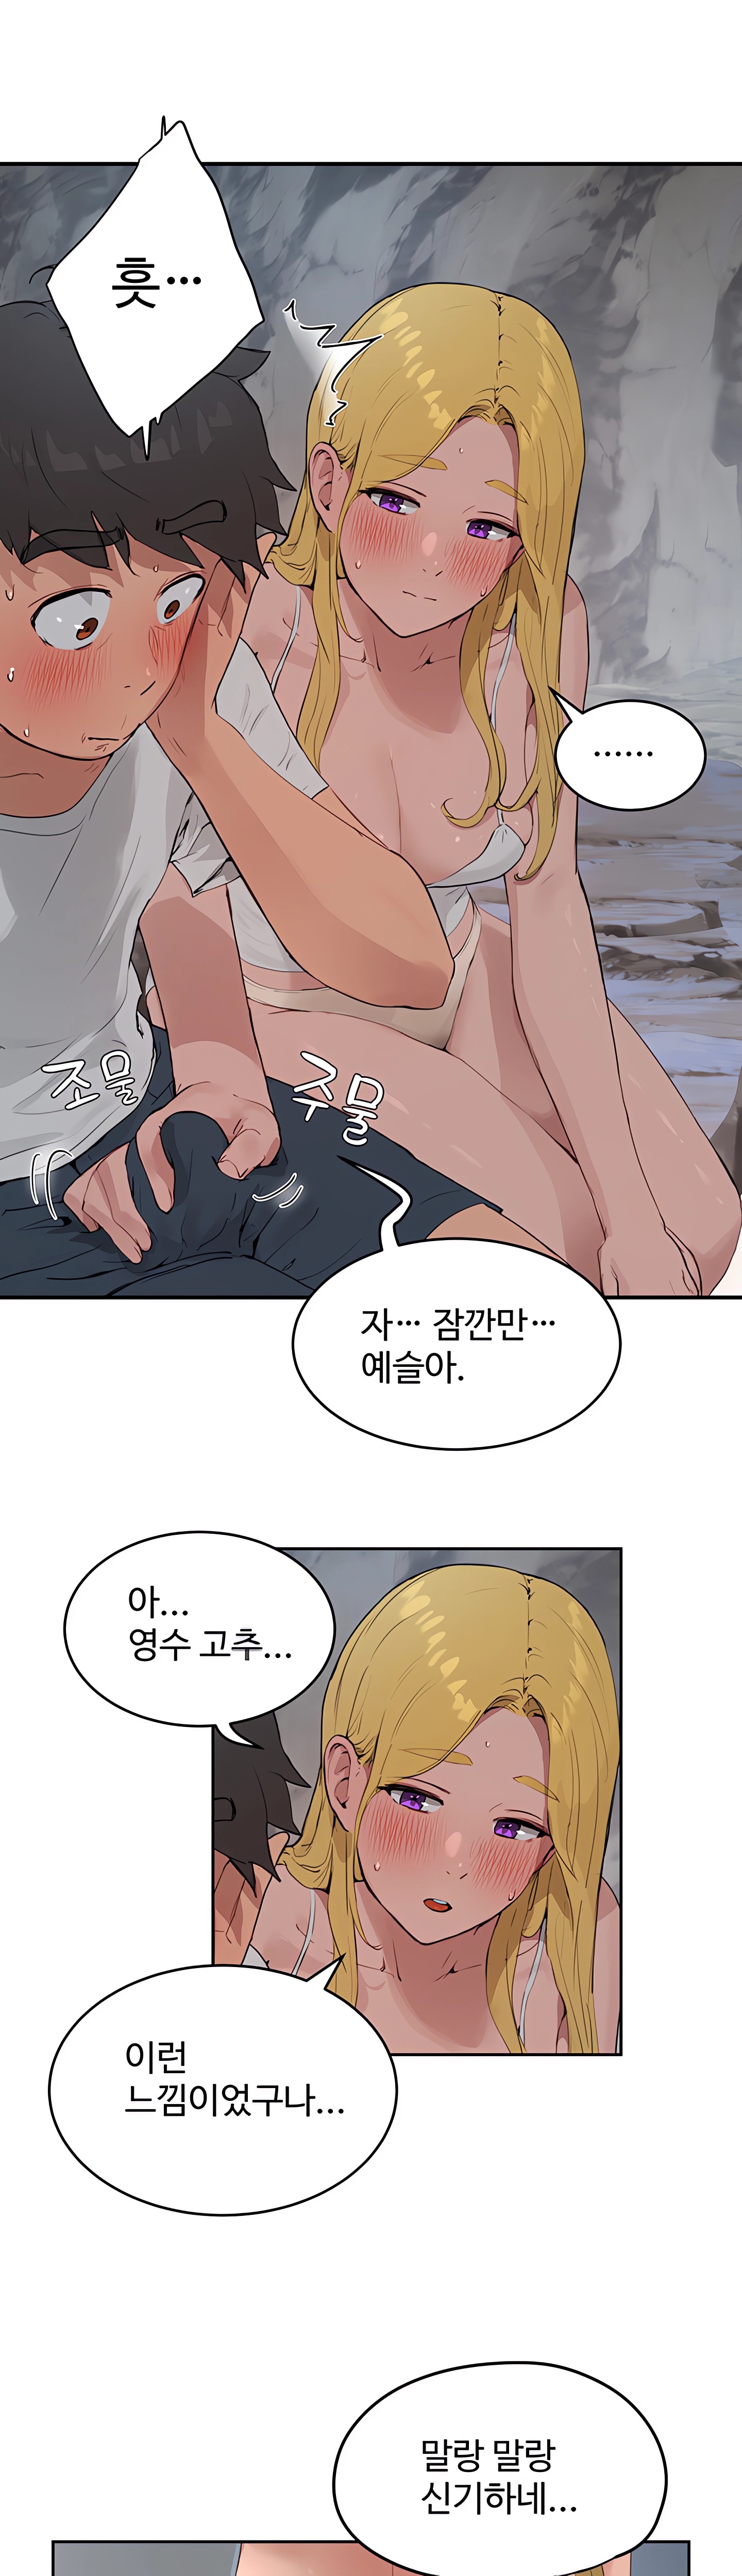 흣…
……
조물
주물
자… 잠깐만…
예슬아.
아…
영수 고추…
이런
느낌이었구나…
말랑 말랑
신기하네…